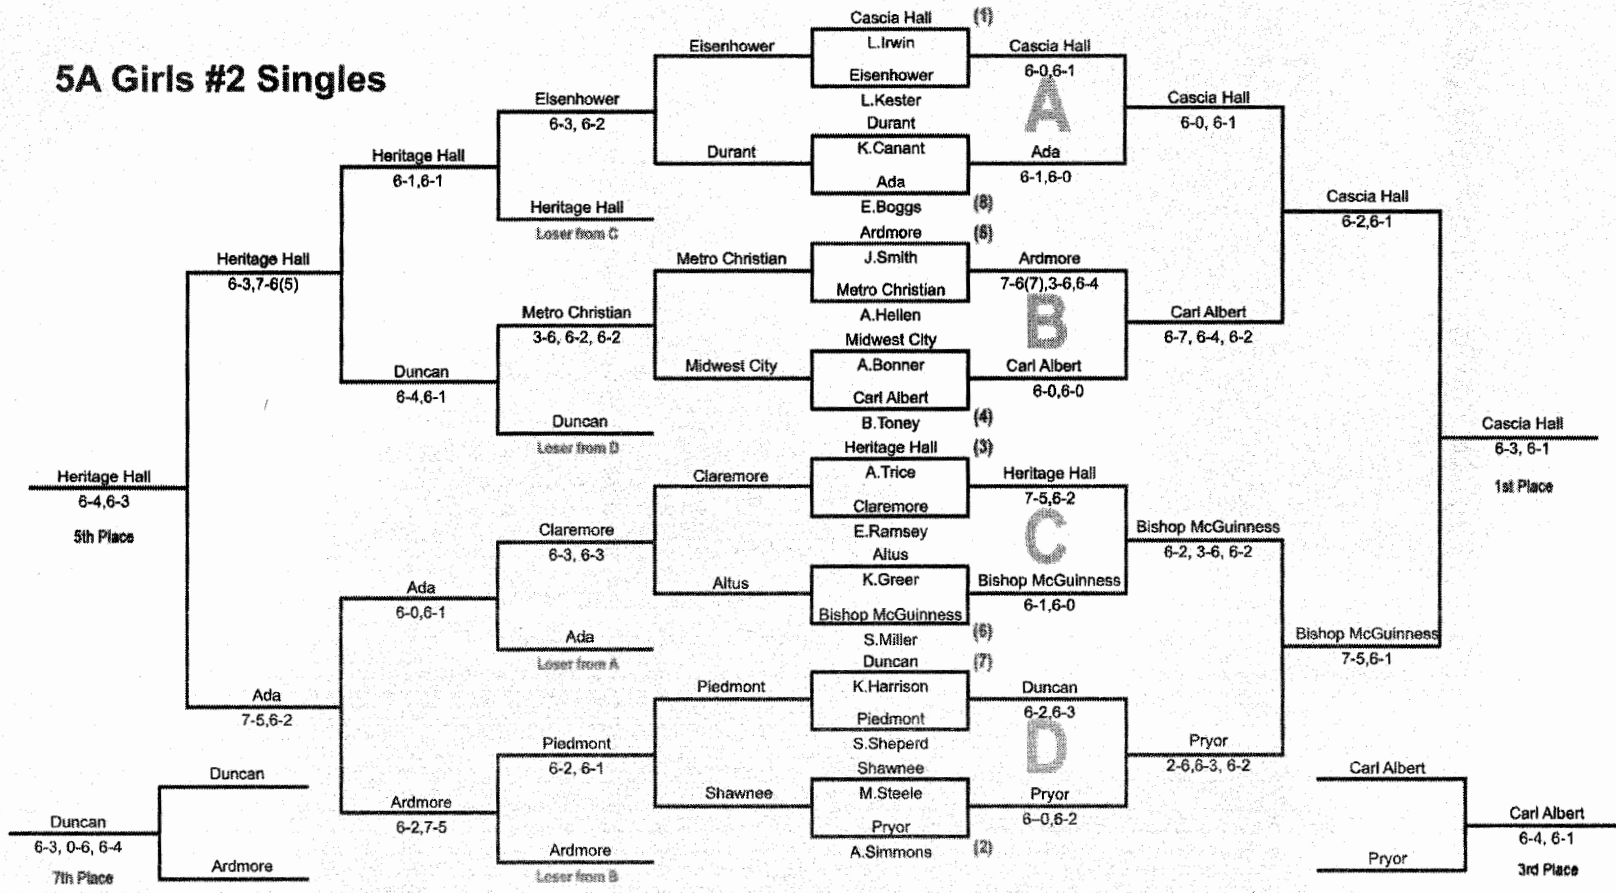 5A Girls #2 Singles
Cascia Hall (1)
L.Irwin
Eisenhower
L.Kester
Durant
K.Canant
Ada
E.Boggs (8)
Ardmore (5)
J.Smith
Metro Christian
A.Hellen
Midwest City
A.Bonner
Carl Albert
B.Toney (4)
Heritage Hall (3)
A.Trice
Claremore
E.Ramsey
Altus
K.Greer
Bishop McGuinness
S.Miller (6)
Duncan (7)
K.Harrison
Piedmont
S.Sheperd
Shawnee
M.Steele
Pryor
A.Simmons (2)
Cascia Hall
6-0,6-1
A
Ada
6-1,6-0
Ardmore
7-6(7),3-6,6-4
B
Carl Albert
6-0,6-0
Heritage Hall
7-5,6-2
C
Bishop McGuinness
6-1,6-0
Duncan
6-2,6-3
D
Pryor
6--0,6-2
Cascia Hall
6-0, 6-1
Carl Albert
6-7, 6-4, 6-2
Bishop McGuinness
6-2, 3-6, 6-2
Pryor
2-6,6-3, 6-2
Cascia Hall
6-2,6-1
Bishop McGuinness
7-5,6-1
Cascia Hall
6-3, 6-1
1st Place
Carl Albert
Pryor
Carl Albert
6-4, 6-1
3rd Place
Eisenhower
Durant
Metro Christian
Midwest City
Claremore
Altus
Piedmont
Shawnee
Eisenhower
6-3, 6-2
Heritage Hall
Loser from C
Metro Christian
3-6, 6-2, 6-2
Duncan
Loser from D
Claremore
6-3, 6-3
Ada
Loser from A
Piedmont
6-2, 6-1
Ardmore
Loser from B
Heritage Hall
6-1,6-1
Duncan
6-4,6-1
Ada
6-0,6-1
Ardmore
6-2,7-5
Heritage Hall
6-3,7-6(5)
Ada
7-5,6-2
Heritage Hall
6-4,6-3
5th Place
Duncan
Ardmore
Duncan
6-3, 0-6, 6-4
7th Place